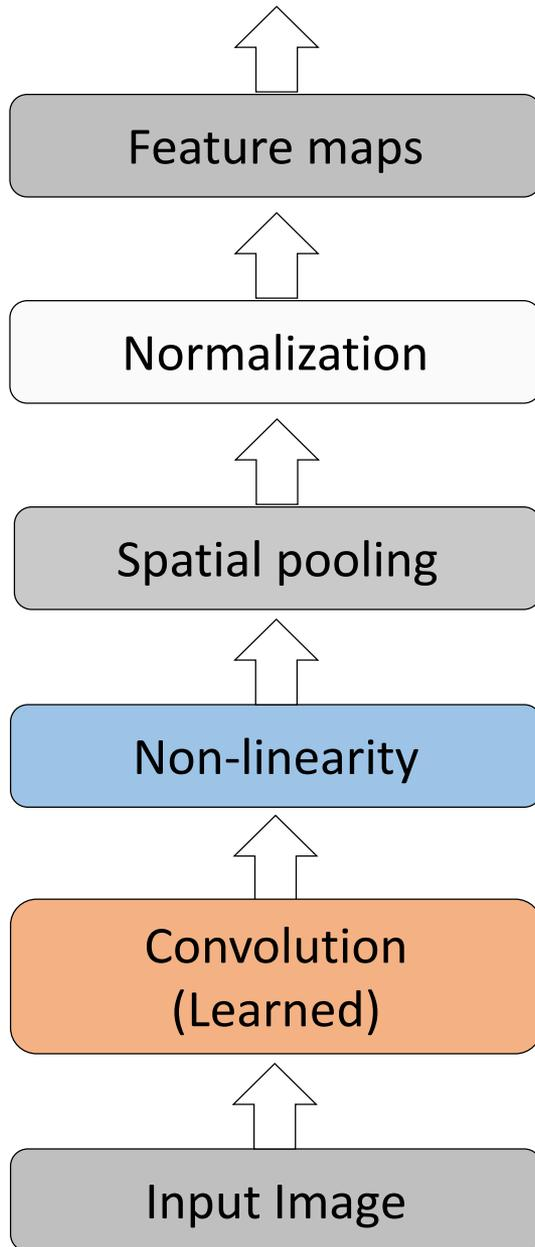 Feature maps
Normalization
Spatial pooling
Non-linearity
Convolution
(Learned)
Input Image